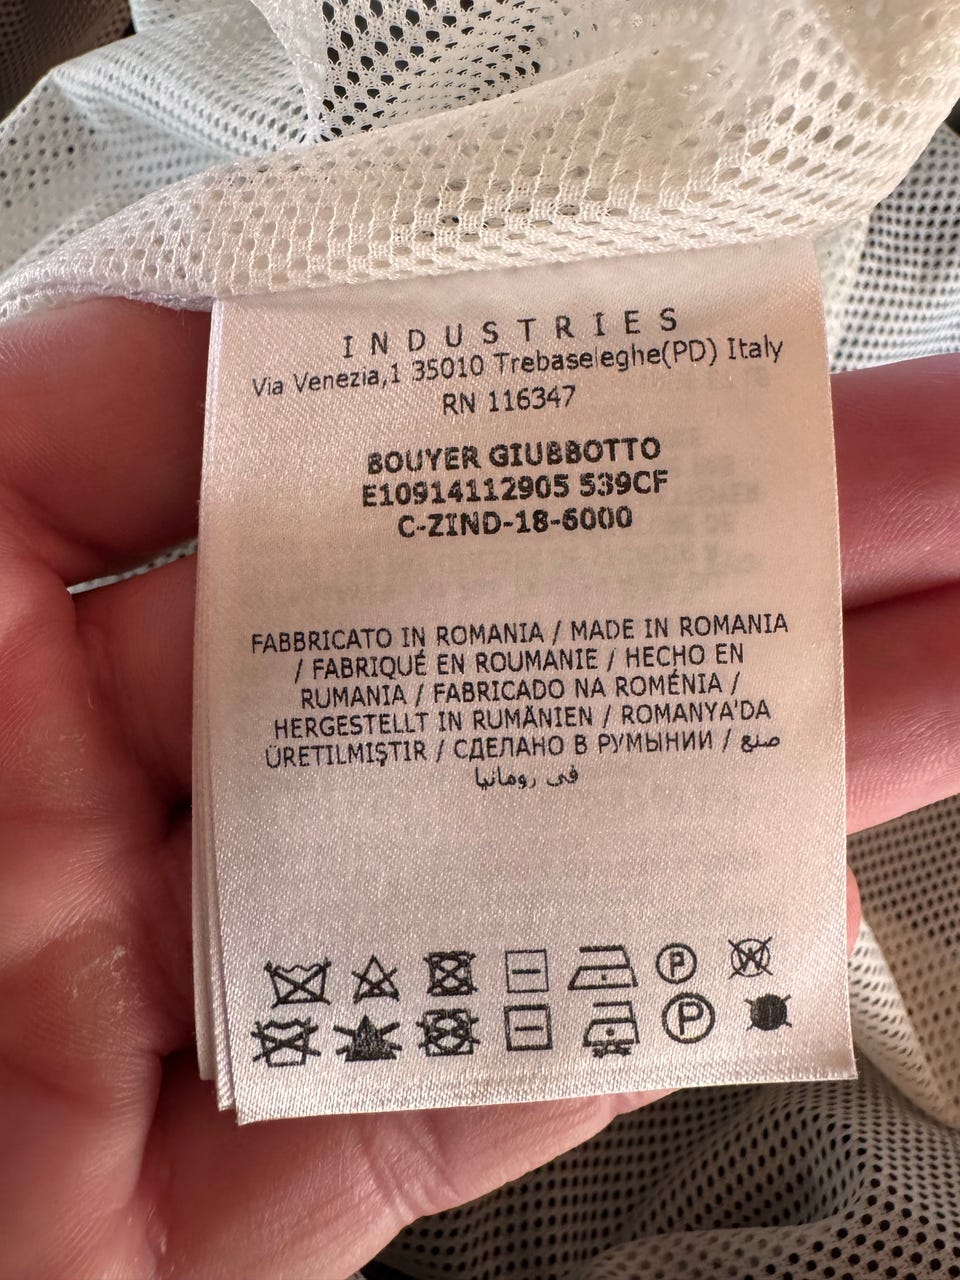 I N D U S T R I E S
Via Venezia,1 35010 Trebaseleghe(PD) Italy
RN 116347
BOUYER GIUBBOTTO
E10914112905 539CF
C-ZIND-18-6000
FABBRICATO IN ROMANIA / MADE IN ROMANIA
/ FABRIQUÉ EN ROUMANIE / HECHO EN
RUMANIA / FABRICADO NA ROMÉNIA /
HERGESTELLT IN RUMÄNIEN / ROMANYA'DA
ÜRETILMIŞTIR / СДЕЛАНО В РУМЫНИИ / صنع
في رومانيا
P W
P